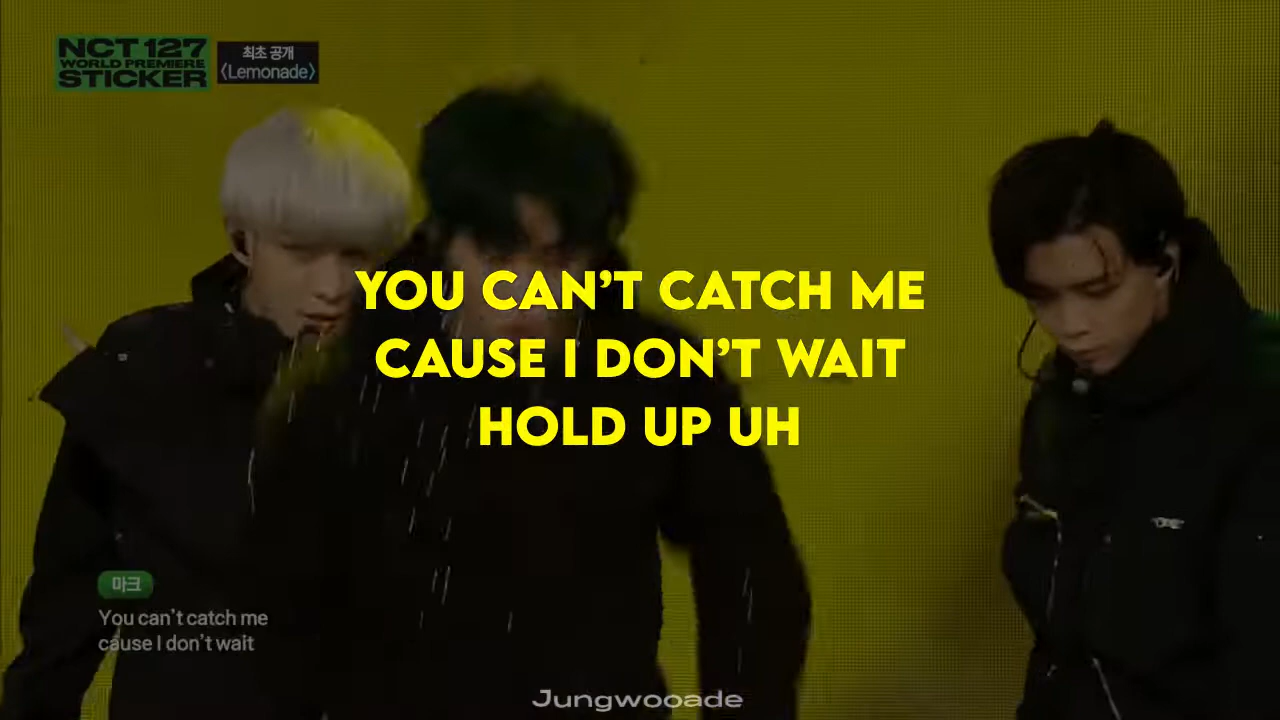 NCT 127
WORLD PREMIERE
STICKER
최초 공개
〈Lemonade〉
YOU CAN’T CATCH ME
CAUSE I DON’T WAIT
HOLD UP UH
마크
You can’t catch me
cause I don’t wait
Jungwooade